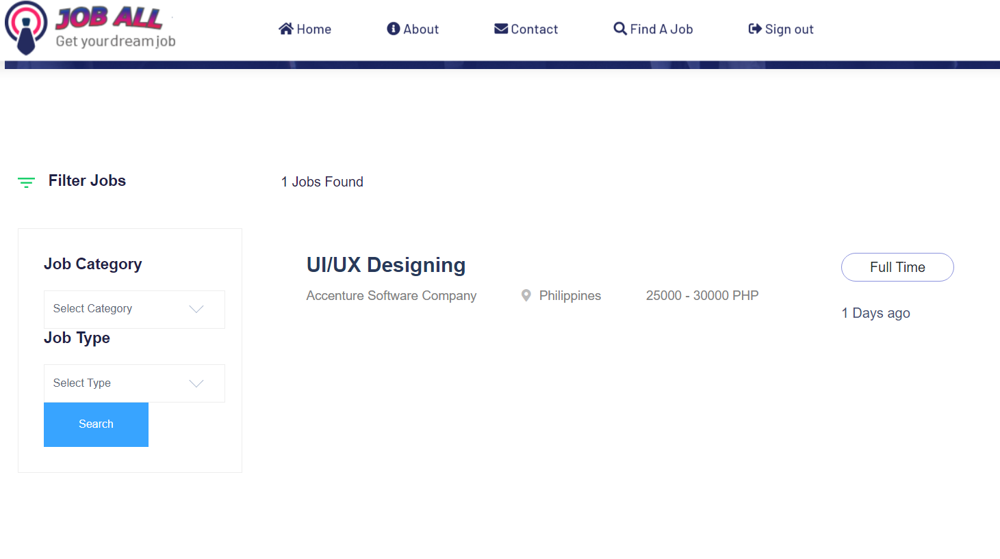 JOB ALL
Get your dream job
Home About Contact Find A Job Sign out
Filter Jobs
1 Jobs Found
Job Category
Select Category
Job Type
Select Type
Search
UI/UX Designing
Accenture Software Company Philippines 25000 - 30000 PHP
Full Time
1 Days ago